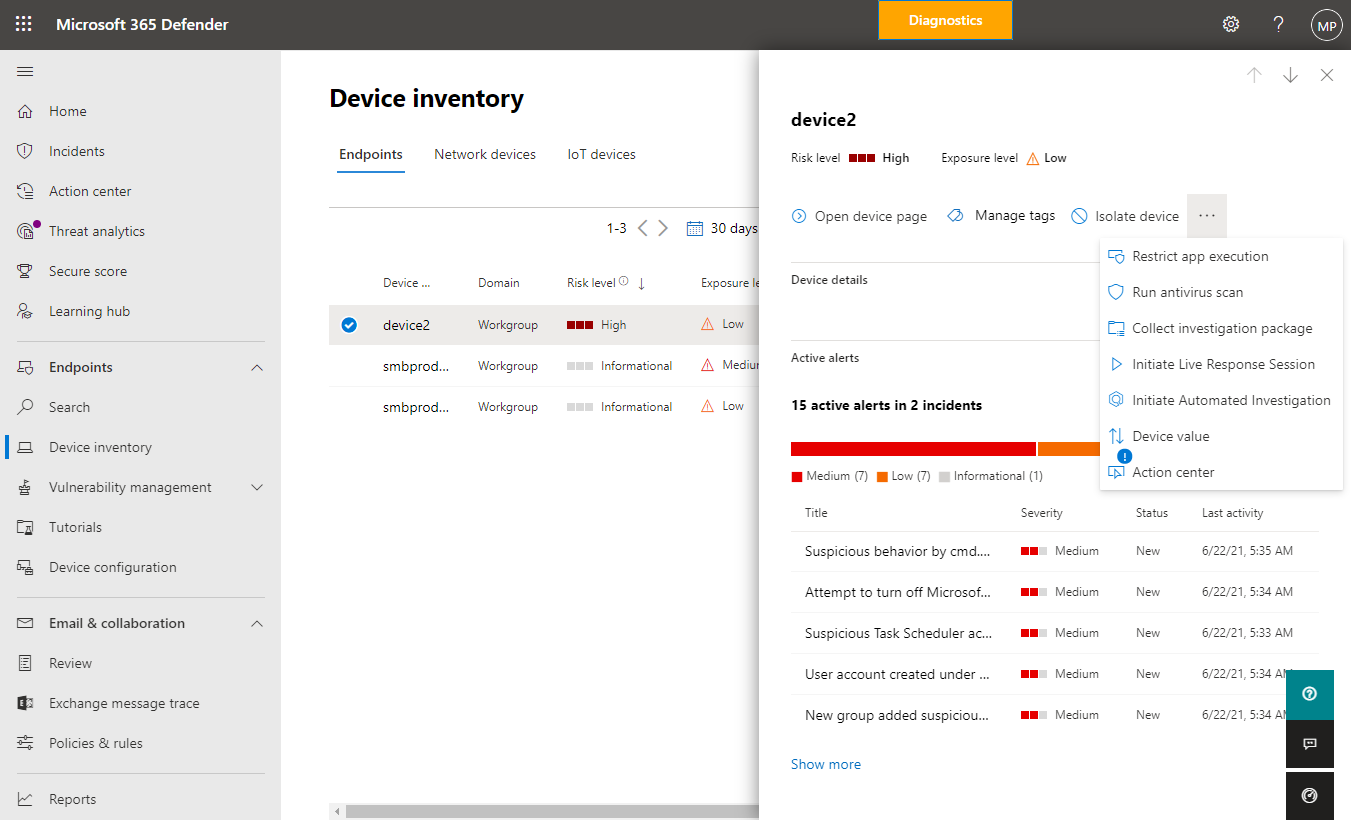 Microsoft 365 Defender
Diagnostics
?
MP
Home
Incidents
Action center
Threat analytics
Secure score
Learning hub
Endpoints
Search
Device inventory
Vulnerability management
Tutorials
Device configuration
Email & collaboration
Review
Exchange message trace
Policies & rules
Reports
Device inventory
Endpoints Network devices IoT devices
1-3 30 days
Device ... Domain Risk level Exposure le
device2 Workgroup High Low
smbprod... Workgroup Informational Mediur
smbprod... Workgroup Informational Low
device2
Risk level High Exposure level Low
Open device page Manage tags Isolate device ...
Restrict app execution
Run antivirus scan
Collect investigation package
Initiate Live Response Session
Initiate Automated Investigation
Device value
Action center
Device details
Active alerts
15 active alerts in 2 incidents
Medium (7) Low (7) Informational (1)
Title Severity Status Last activity
Suspicious behavior by cmd.... Medium New 6/22/21, 5:35 AM
Attempt to turn off Microsof... Medium New 6/22/21, 5:34 AM
Suspicious Task Scheduler ac... Medium New 6/22/21, 5:33 AM
User account created under ... Medium New 6/22/21, 5:34 AM
New group added suspiciou... Medium New 6/22/21, 5:34 AM
Show more